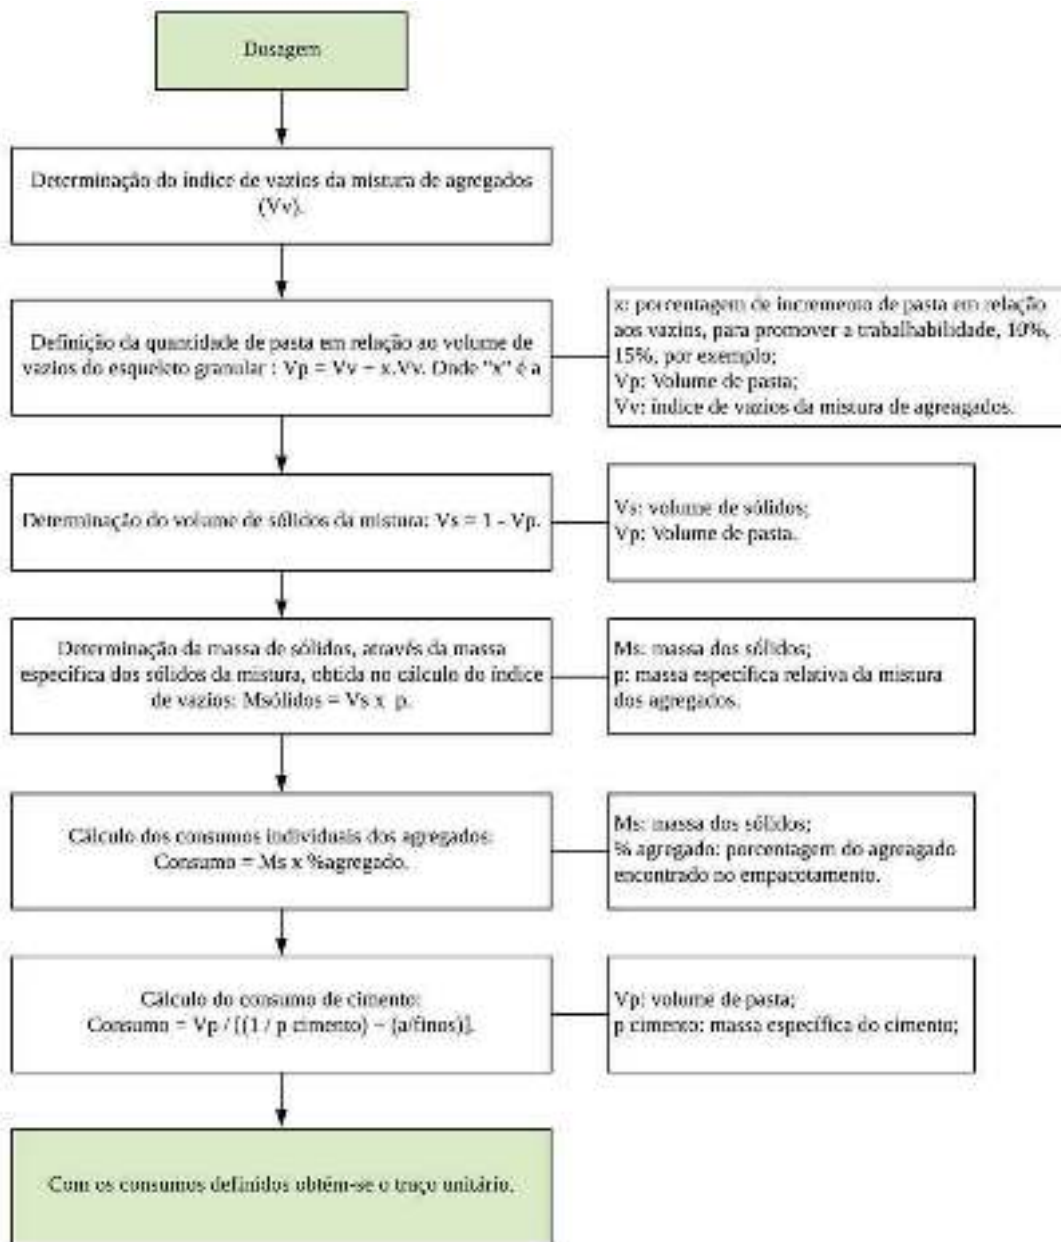 Dosagem
Determinação do índice de vazios da mistura de agregados
(Vv).
Definição da quantidade de pasta em relação ao volume de
vazios do esqueleto granular : Vp = Vv + x.Vv. Onde "x" é a
x: porcentagem de incremento de pasta em relação
aos vazios, para promover a trabalhabilidade, 10%,
15%, por exemplo;
Vp: Volume de pasta;
Vv: índice de vazios da mistura de agreagados.
Determinação do volume de sólidos da mistura: Vs = 1 - Vp.
Vs: volume de sólidos;
Vp: Volume de pasta.
Determinação da massa de sólidos, através da massa
específica dos sólidos da mistura, obtida no cálculo do índice
de vazios: Msólidos = Vs x p.
Ms: massa dos sólidos;
p: massa específica relativa da mistura
dos agregados.
Cálculo dos consumos individuais dos agregados:
Consumo = Ms x %agregado.
Ms: massa dos sólidos;
% agregado: porcentagem do agreagado
encontrado no empacotamento.
Cálculo do consumo de cimento:
Consumo = Vp / [(1 / p cimento) + (a/finos)].
Vp: volume de pasta;
p cimento: massa específica do cimento;
Com os consumos definidos obtém-se o traço unitário.